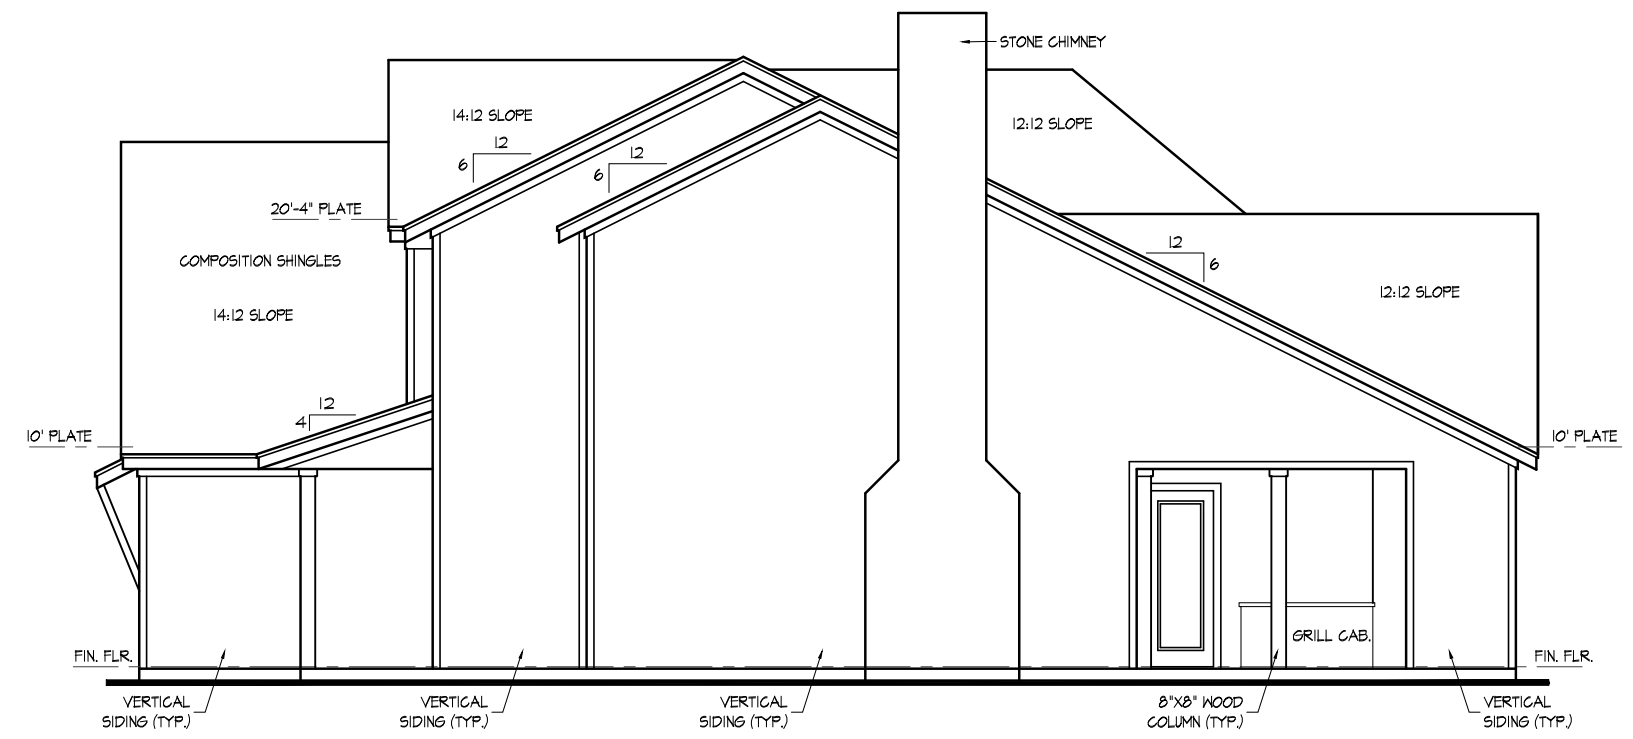 STONE CHIMNEY
14:12 SLOPE
12:12 SLOPE
12
6
12
6
20'-4" PLATE
12
6
COMPOSITION SHINGLES
12:12 SLOPE
14:12 SLOPE
12
4
10' PLATE
10' PLATE
GRILL CAB.
FIN. FLR.
FIN. FLR.
VERTICAL
SIDING (TYP.)
VERTICAL
SIDING (TYP.)
VERTICAL
SIDING (TYP.)
8"X8" WOOD
COLUMN (TYP.)
VERTICAL
SIDING (TYP.)